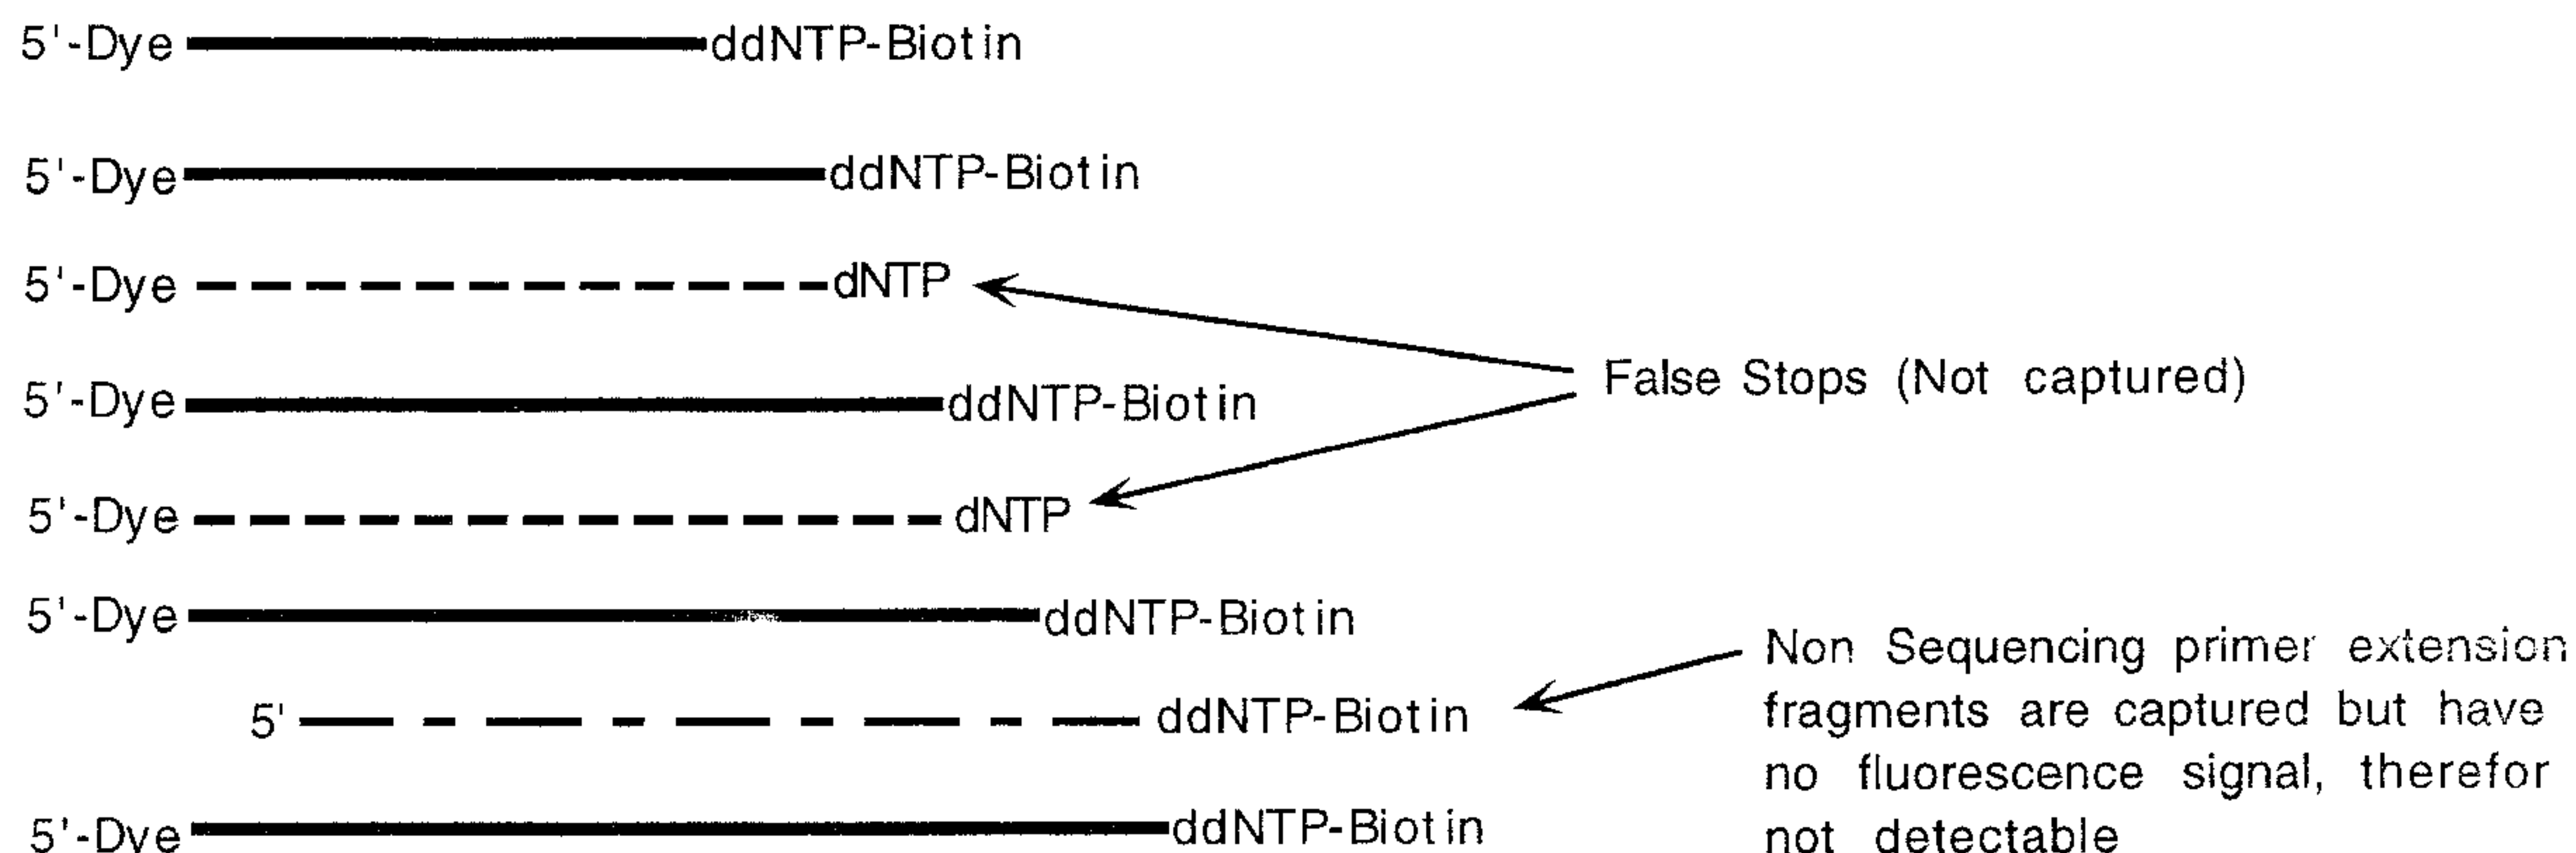 5'-Dye ddNTP-Biotin
5'-Dye ddNTP-Biotin
5'-Dye dNTP
False Stops (Not captured)
5'-Dye ddNTP-Biotin
5'-Dye dNTP
5'-Dye ddNTP-Biotin
5' ddNTP-Biotin
Non Sequencing primer extension
fragments are captured but have
no fluorescence signal, therefor
not detectable
5'-Dye ddNTP-Biotin